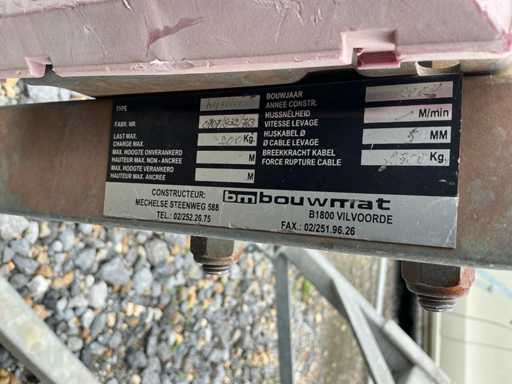 TYPE
FABR. NR
LAST MAX.
CHARGE MAX. Kg.
MAX. HOOGTE ONVERANKERD
HAUTEUR MAX. NON - ANCREE M
MAX. HOOGTE VERANKERD
HAUTEUR MAX. ANCREE M
BOUWJAAR
ANNEE CONSTR.
HIJSSNELHEID
VITESSE LEVAGE M/min
HIJSKABEL Ø
Ø CABLE LEVAGE MM
BREEKKRACHT KABEL
FORCE RUPTURE CABLE Kg.
CONSTRUCTEUR:
MECHELSE STEENWEG 588
TEL.: 02/252.26.75
bm bouwmat
B1800 VILVOORDE
FAX.: 02/251.96.26